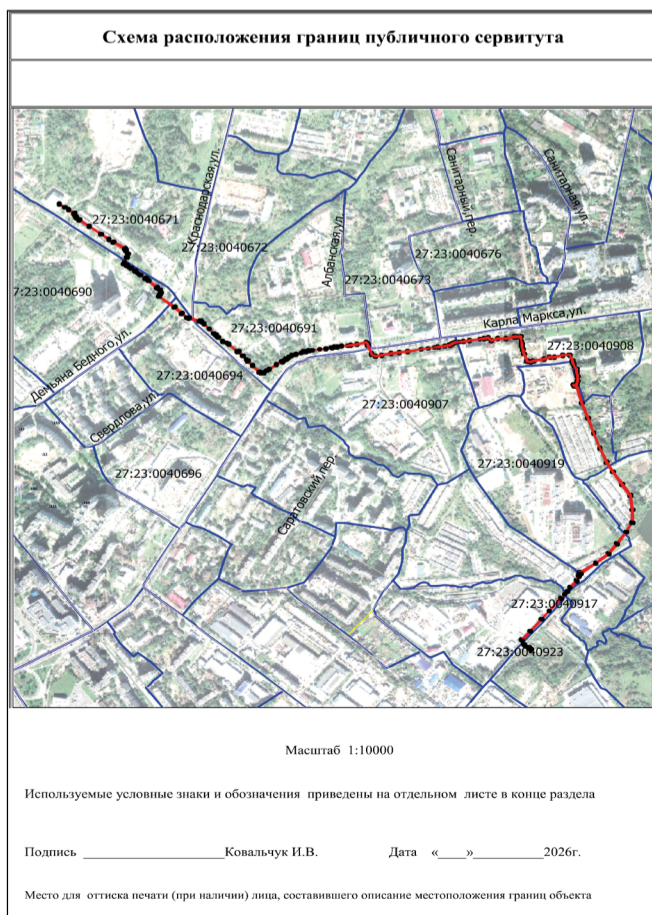 Схема расположения границ публичного сервитута
Краснодарская,ул.
Санитарный,пер.
Санитарная,ул.
27:23:0040671
27:23:0040672
Албанская,ул.
27:23:0040676
27:23:0040673
7:23:0040690
Карла Маркса,ул.
27:23:0040691
27:23:0040908
Демьяна Бедного,ул.
27:23:0040694
27:23:0040907
Свердлова,ул.
27:23:0040696
27:23:0040919
Саратовский,пер.
27:23:0040917
27:23:0040923
Масштаб 1:10000
Используемые условные знаки и обозначения приведены на отдельном листе в конце раздела
Подпись ______________________Ковальчук И.В. Дата «____»___________2026г.
Место для оттиска печати (при наличии) лица, составившего описание местоположения границ объекта